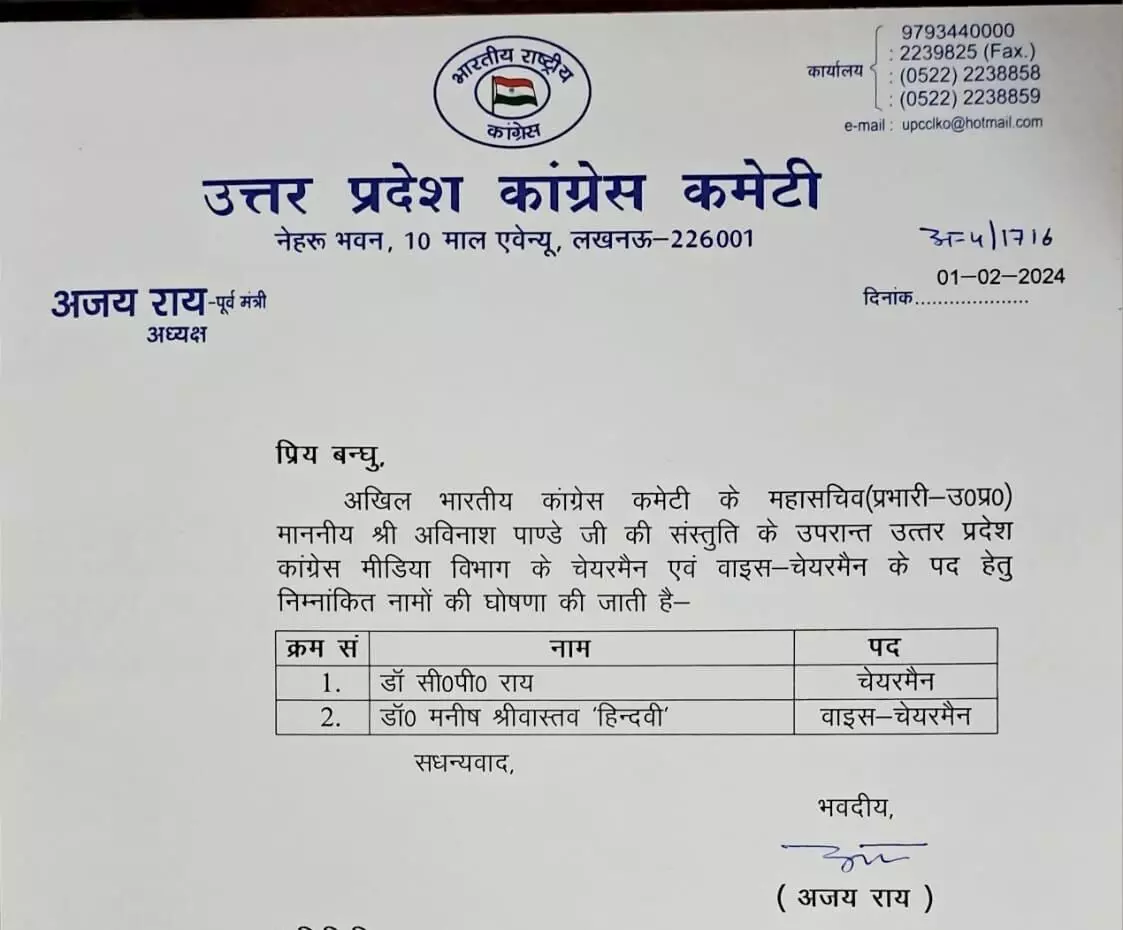 भारतीय राष्ट्रीय
कांग्रेस
कार्यालय
9793440000
: 2239825 (Fax.)
: (0522) 2238858
: (0522) 2238859
e-mail : upcclko@hotmail.com
उत्तर प्रदेश कांग्रेस कमेटी
नेहरू भवन, 10 माल एवेन्यू, लखनऊ–226001
/1716
अजय राय-पूर्व मंत्री
अध्यक्ष
01–02–2024
दिनांक....................
प्रिय बन्धु,
अखिल भारतीय कांग्रेस कमेटी के महासचिव(प्रभारी–उ0प्र0)
माननीय श्री अविनाश पाण्डे जी की संस्तुति के उपरान्त उत्तर प्रदेश
कांग्रेस मीडिया विभाग के चेयरमैन एवं वाइस–चेयरमैन के पद हेतु
निम्नांकित नामों की घोषणा की जाती है–
क्रम सं नाम पद
1. डॉ सी0पी0 राय चेयरमैन
2. डॉ0 मनीष श्रीवास्तव 'हिन्दवी' वाइस–चेयरमैन
सधन्यवाद,
भवदीय,
( अजय राय )